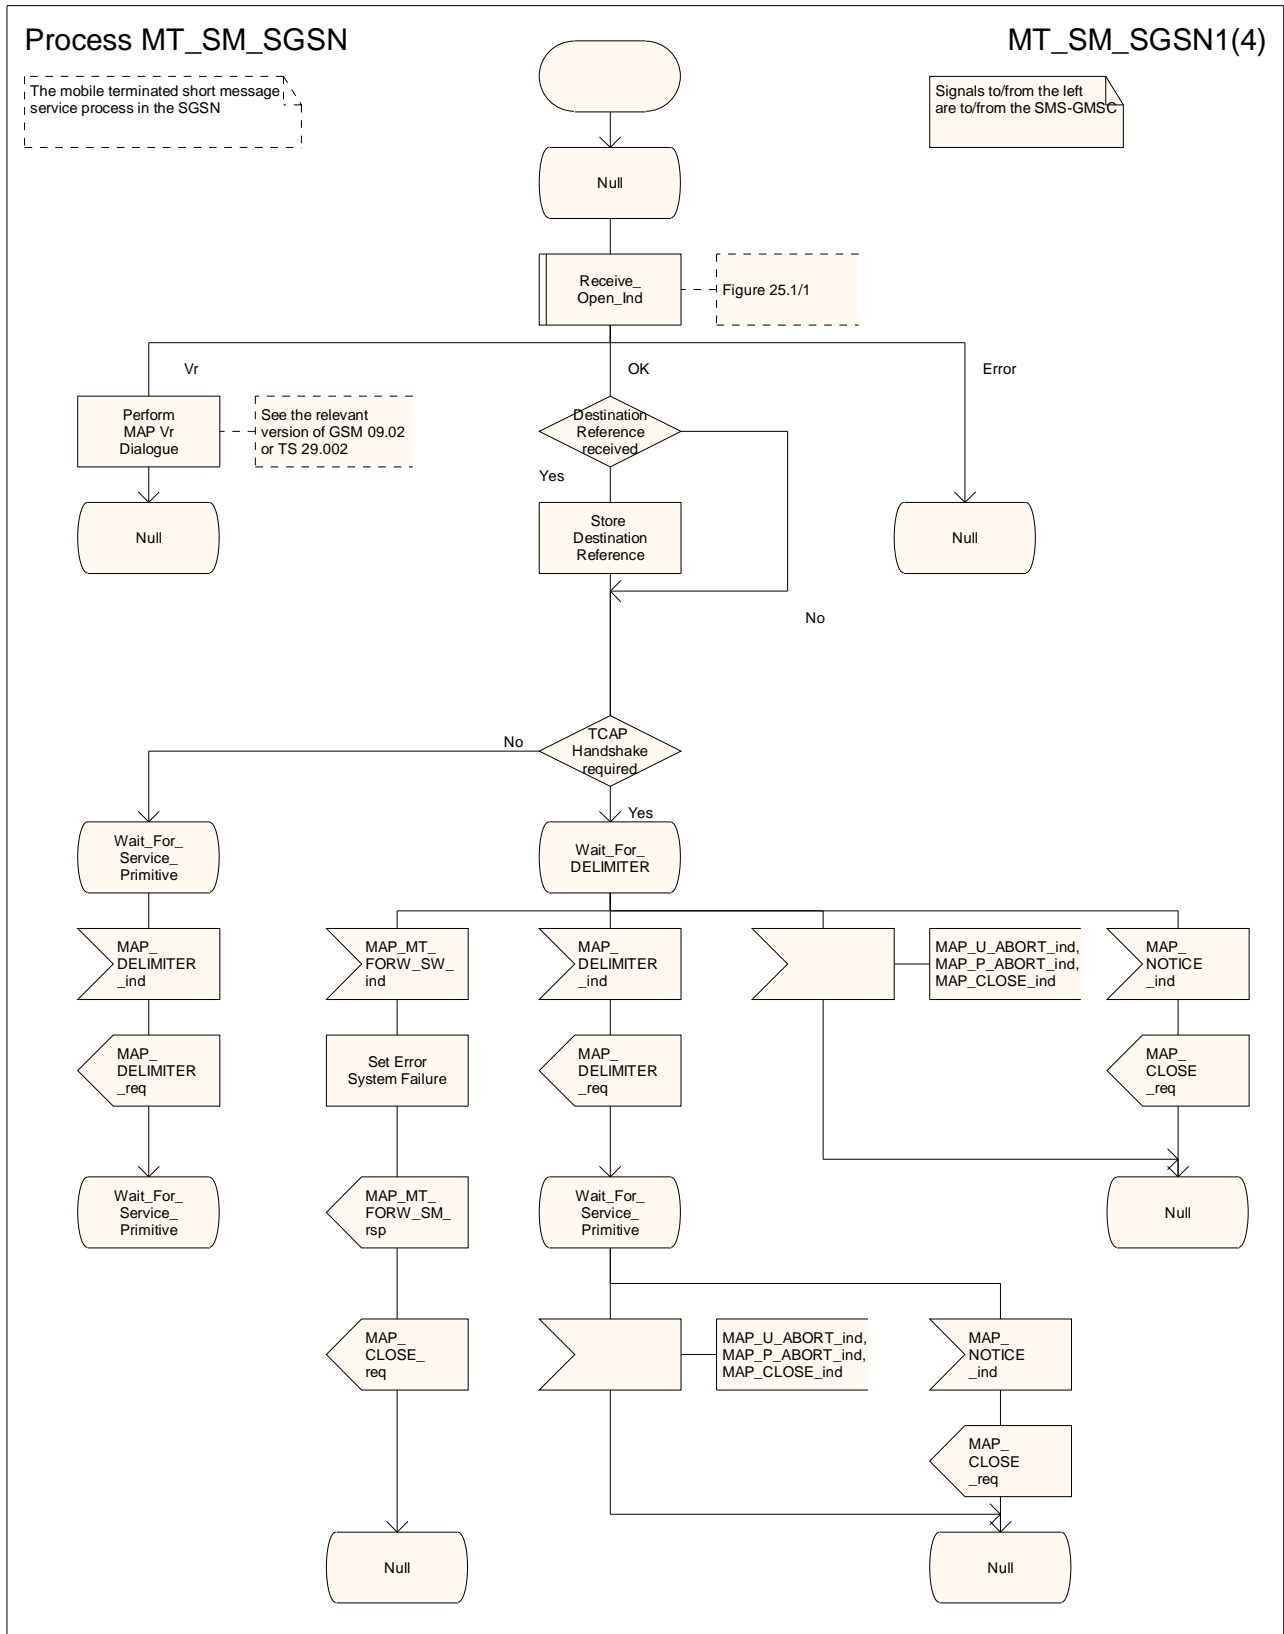 Process MT_SM_SGSN
MT_SM_SGSN1(4)
The mobile terminated short message
service process in the SGSN
Signals to/from the left
are to/from the SMS-GMSC
Null
Receive_
Open_Ind
Figure 25.1/1
Vr
OK
Error
Perform
MAP Vr
Dialogue
See the relevant
version of GSM 09.02
or TS 29.002
Destination
Reference
received
Yes
Null
Store
Destination
Reference
Null
No
TCAP
Handshake
required
No
Yes
Wait_For_
Service_
Primitive
Wait_For_
DELIMITER
MAP_
DELIMITER
_ind
MAP_MT_
FORW_SW_
ind
MAP_
DELIMITER
_ind
MAP_U_ABORT_ind,
MAP_P_ABORT_ind,
MAP_CLOSE_ind
MAP_
NOTICE
_ind
MAP_
DELIMITER
_req
Set Error
System Failure
MAP_
DELIMITER
_req
MAP_
CLOSE
_req
Wait_For_
Service_
Primitive
MAP_MT_
FORW_SM_
rsp
Wait_For_
Service_
Primitive
Null
MAP_
CLOSE_
req
MAP_U_ABORT_ind,
MAP_P_ABORT_ind,
MAP_CLOSE_ind
MAP_
NOTICE
_ind
MAP_
CLOSE
_req
Null
Null